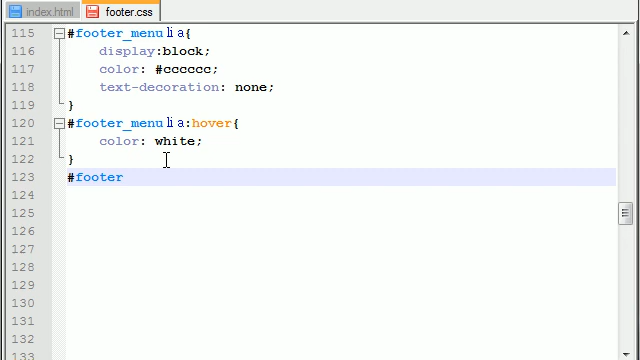 index.html footer.css
115 #footer_menu li a{
116 display:block;
117 color: #cccccc;
118 text-decoration: none;
119 }
120 #footer_menu li a:hover{
121 color: white;
122 }
123 #footer
124
125
126
127
128
129
130
131
132
133